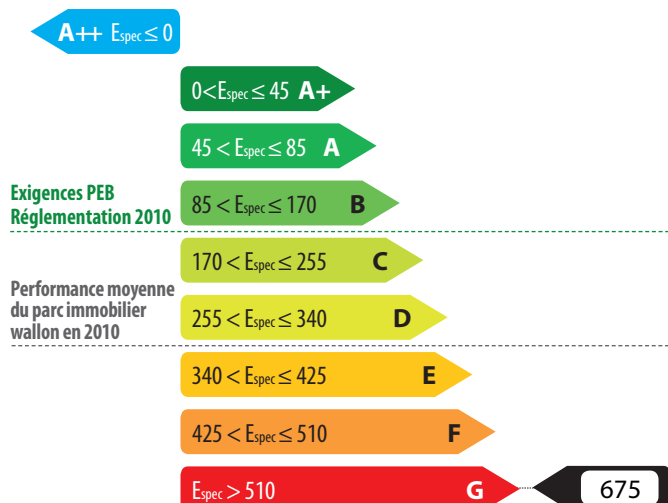 A++ Espec ≤ 0
0<Espec ≤ 45 A+
45 < Espec ≤ 85 A
Exigences PEB
Réglementation 2010
85 < Espec ≤ 170 B
170 < Espec ≤ 255 C
Performance moyenne
du parc immobilier
wallon en 2010
255 < Espec ≤ 340 D
340 < Espec ≤ 425 E
425 < Espec ≤ 510 F
Espec > 510 G 675